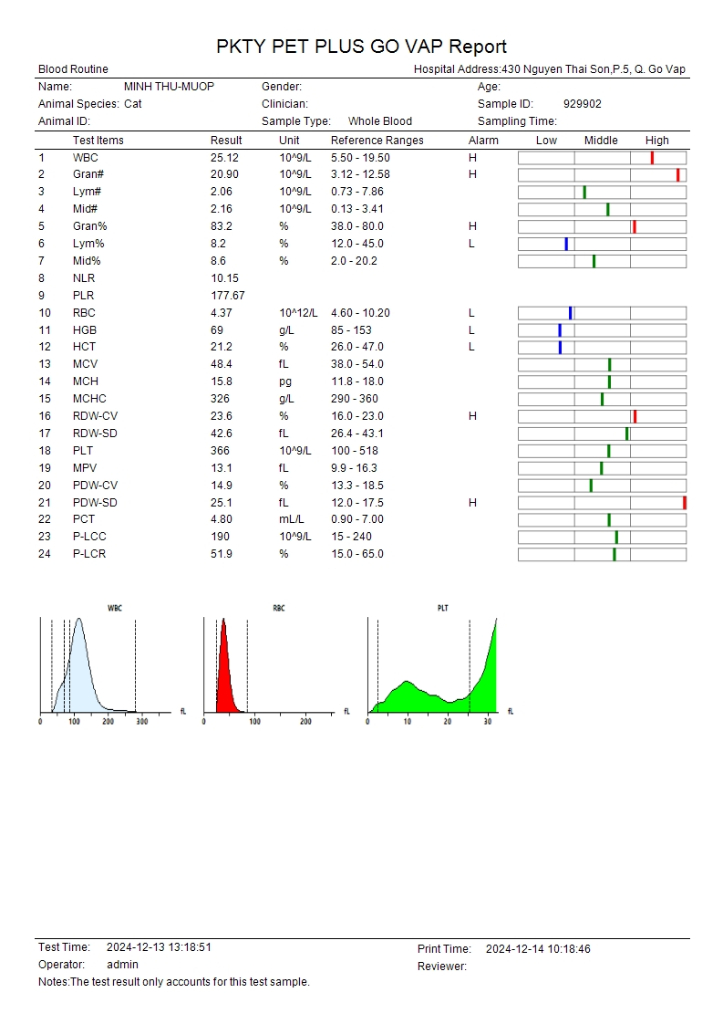 PKTY PET PLUS GO VAP Report
Blood Routine Hospital Address:430 Nguyen Thai Son,P.5, Q. Go Vap
Name: MINH THU-MUOP Gender: Age:
Animal Species: Cat Clinician: Sample ID: 929902
Animal ID: Sample Type: Whole Blood Sampling Time:
Test Items Result Unit Reference Ranges Alarm Low Middle High
1 WBC 25.12 10^9/L 5.50 - 19.50 H
2 Gran# 20.90 10^9/L 3.12 - 12.58 H
3 Lym# 2.06 10^9/L 0.73 - 7.86
4 Mid# 2.16 10^9/L 0.13 - 3.41
5 Gran% 83.2 % 38.0 - 80.0 H
6 Lym% 8.2 % 12.0 - 45.0 L
7 Mid% 8.6 % 2.0 - 20.2
8 NLR 10.15
9 PLR 177.67
10 RBC 4.37 10^12/L 4.60 - 10.20 L
11 HGB 69 g/L 85 - 153 L
12 HCT 21.2 % 26.0 - 47.0 L
13 MCV 48.4 fL 38.0 - 54.0
14 MCH 15.8 pg 11.8 - 18.0
15 MCHC 326 g/L 290 - 360
16 RDW-CV 23.6 % 16.0 - 23.0 H
17 RDW-SD 42.6 fL 26.4 - 43.1
18 PLT 366 10^9/L 100 - 518
19 MPV 13.1 fL 9.9 - 16.3
20 PDW-CV 14.9 % 13.3 - 18.5
21 PDW-SD 25.1 fL 12.0 - 17.5 H
22 PCT 4.80 mL/L 0.90 - 7.00
23 P-LCC 190 10^9/L 15 - 240
24 P-LCR 51.9 % 15.0 - 65.0
WBC RBC PLT
fL fL fL
0 100 200 300 0 100 200 0 10 20 30
Test Time: 2024-12-13 13:18:51 Print Time: 2024-12-14 10:18:46
Operator: admin Reviewer:
Notes:The test result only accounts for this test sample.